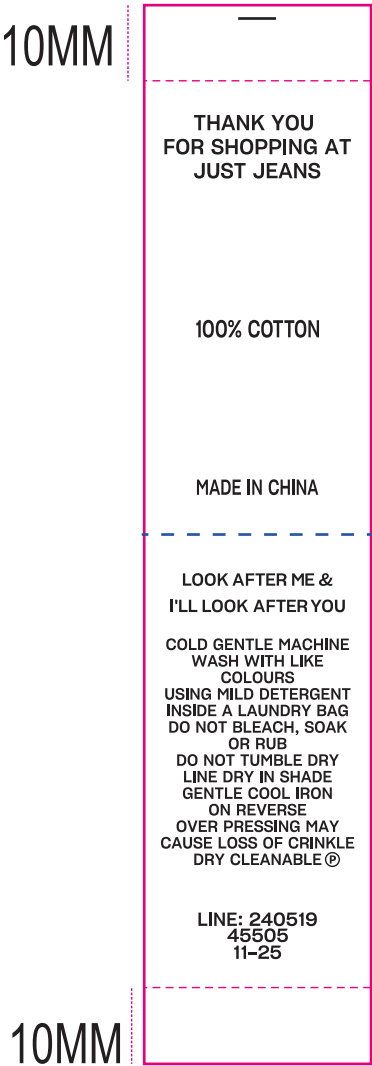 10MM
THANK YOU
FOR SHOPPING AT
JUST JEANS
100% COTTON
MADE IN CHINA
LOOK AFTER ME &
I'LL LOOK AFTER YOU
COLD GENTLE MACHINE
WASH WITH LIKE
COLOURS
USING MILD DETERGENT
INSIDE A LAUNDRY BAG
DO NOT BLEACH, SOAK
OR RUB
DO NOT TUMBLE DRY
LINE DRY IN SHADE
GENTLE COOL IRON
ON REVERSE
OVER PRESSING MAY
CAUSE LOSS OF CRINKLE
DRY CLEANABLE Ⓟ
LINE: 240519
45505
11-25
10MM